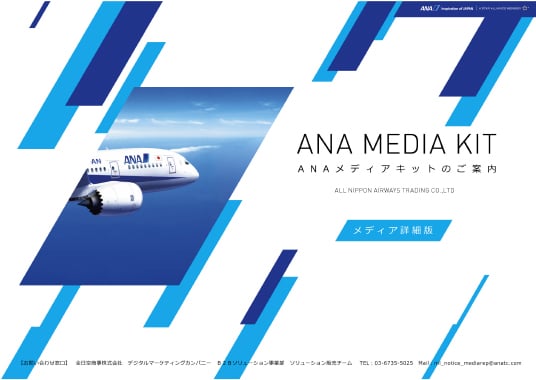 ANA Inspiration of JAPAN A STAR ALLIANCE MEMBER
ANA
ANA MEDIA KIT
ANAメディアキットのご案内
ALL NIPPON AIRWAYS TRADING CO.,LTD
メディア詳細版
【お問い合わせ窓口】 全日空商事株式会社 デジタルマーケティングカンパニー B2Bソリューション事業部 ソリューション販売チーム TEL:03-6735-5025 Mail:ml_notice_mediarep@anatc.com